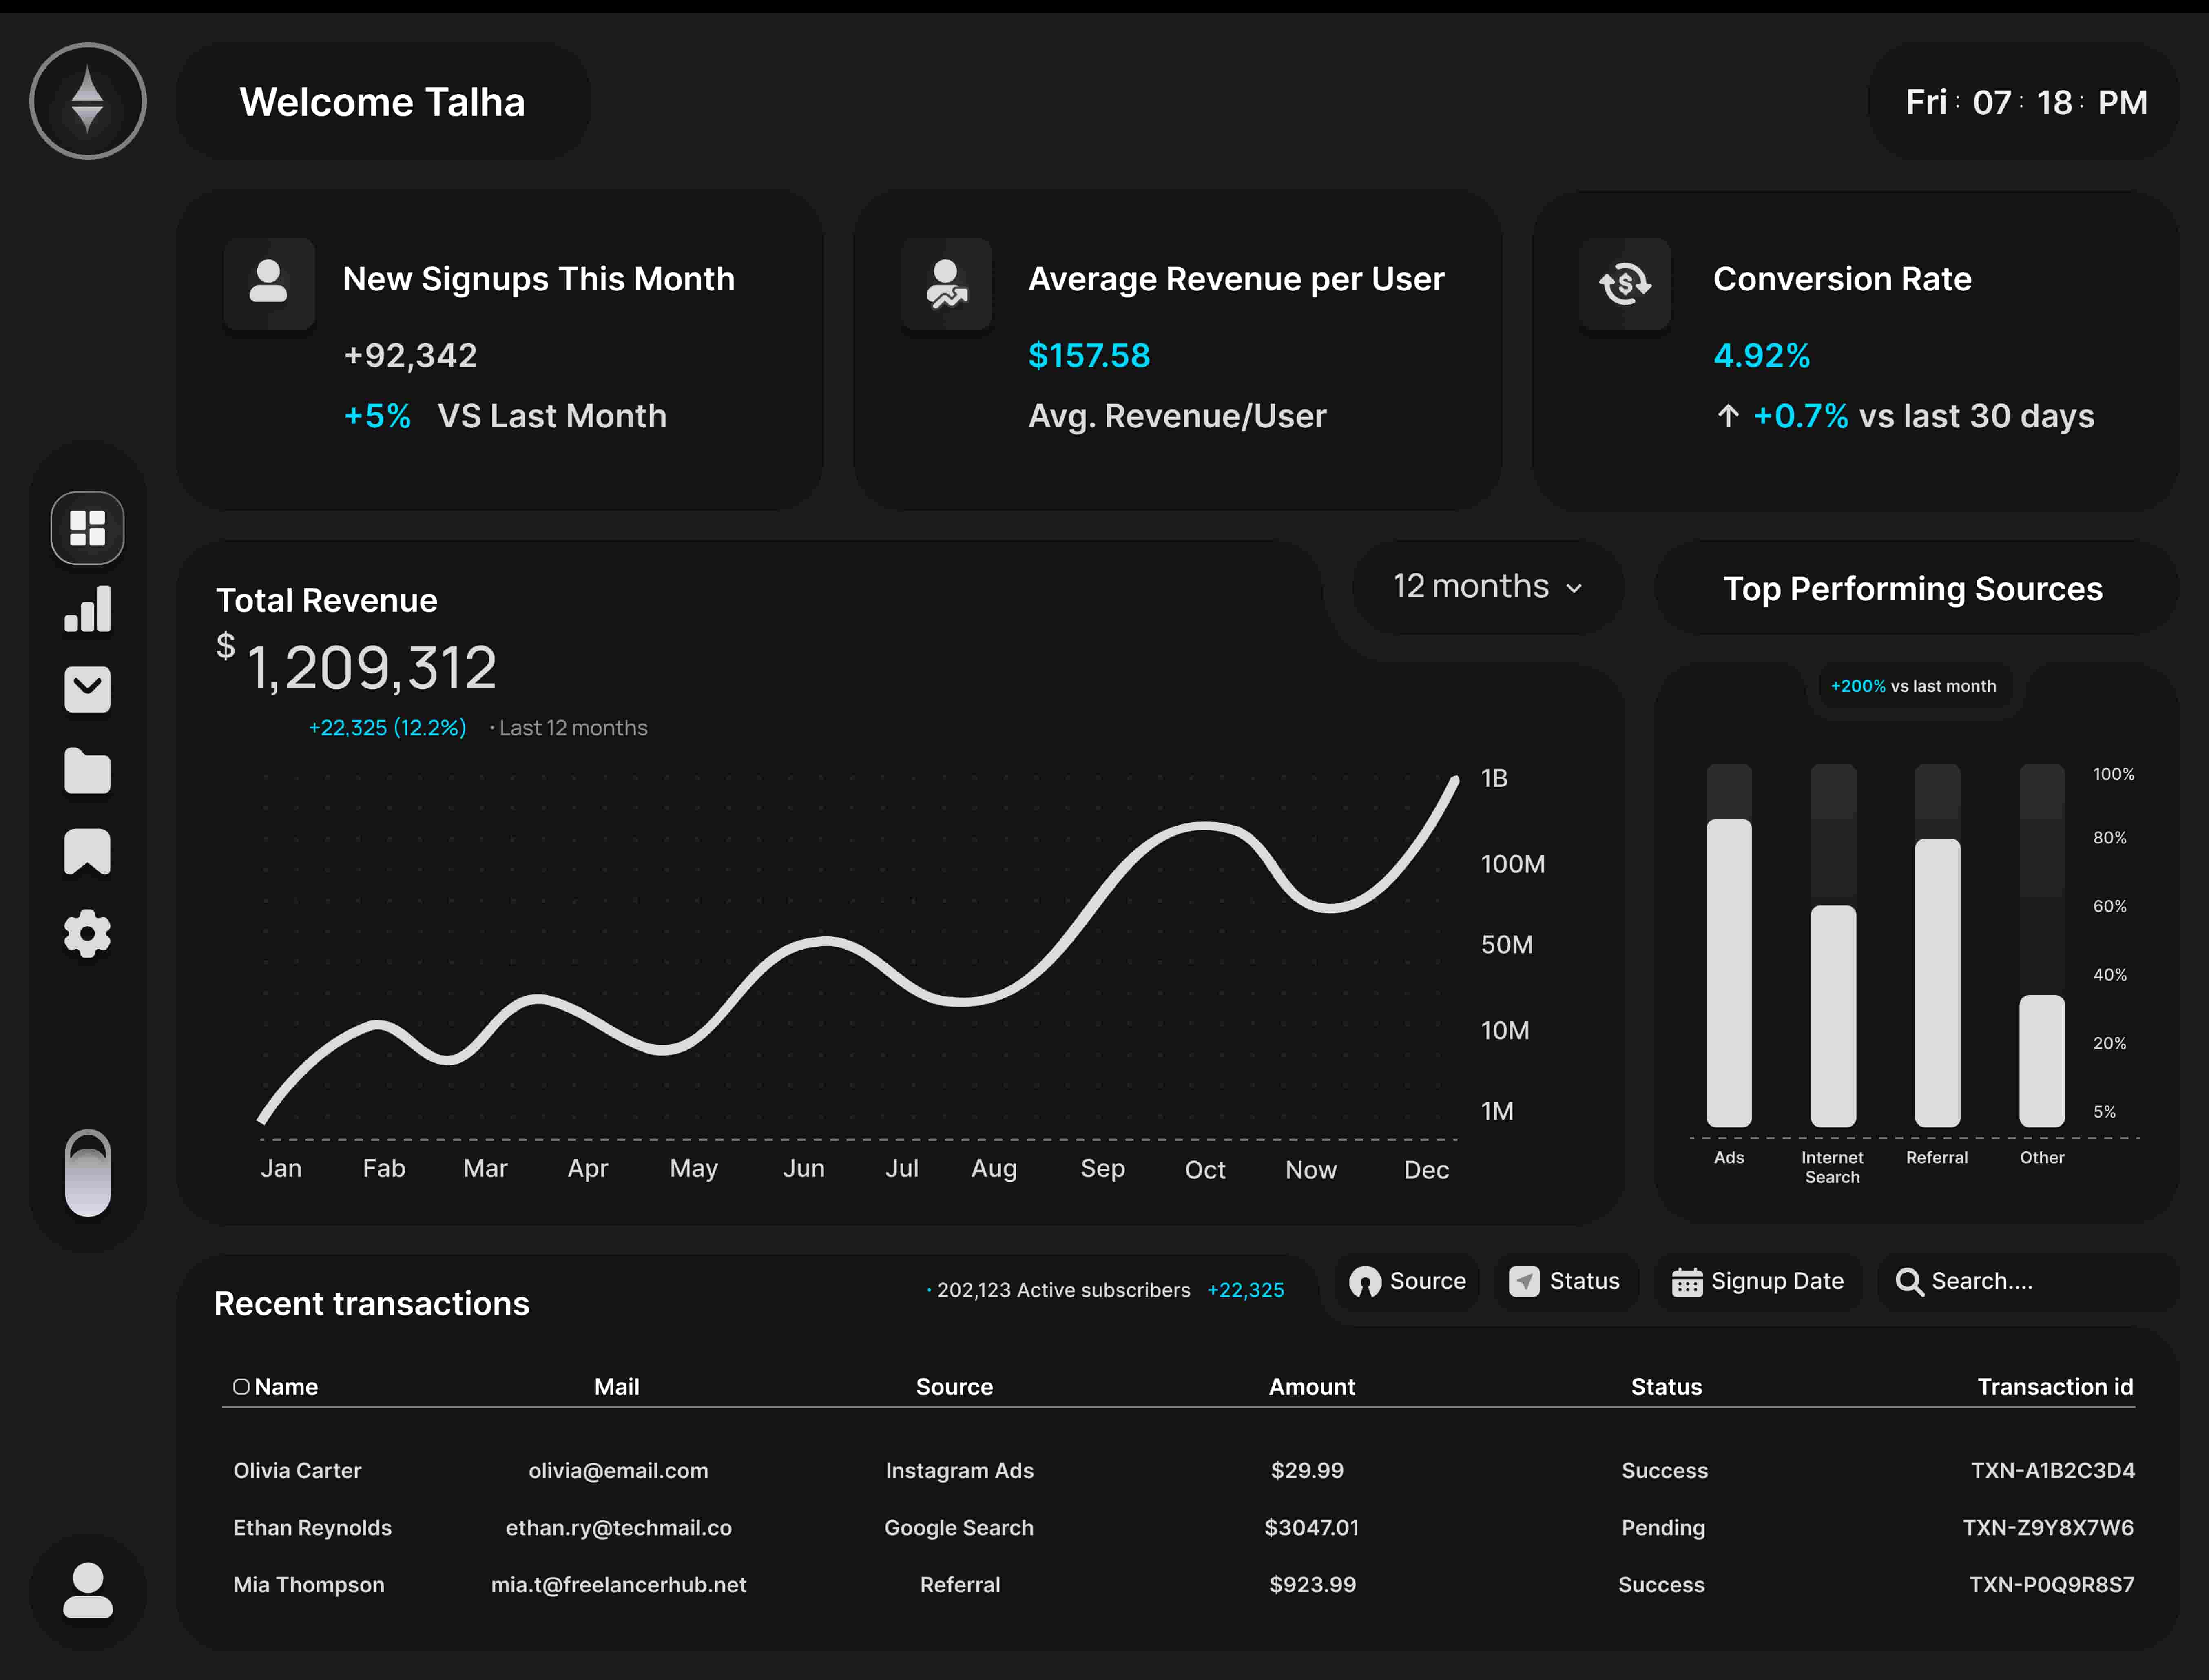 Welcome Talha
Fri : 07 : 18 : PM
New Signups This Month
+92,342
+5% VS Last Month
Average Revenue per User
$157.58
Avg. Revenue/User
Conversion Rate
4.92%
↑ +0.7% vs last 30 days
Total Revenue
$ 1,209,312
+22,325 (12.2%) · Last 12 months
12 months
1B
100M
50M
10M
1M
Jan Fab Mar Apr May Jun Jul Aug Sep Oct Now Dec
Top Performing Sources
+200% vs last month
100%
80%
60%
40%
20%
5%
Ads Internet Referral Other
Search
Recent transactions
· 202,123 Active subscribers +22,325
Source Status Signup Date Search....
Name Mail Source Amount Status Transaction id
Olivia Carter olivia@email.com Instagram Ads $29.99 Success TXN-A1B2C3D4
Ethan Reynolds ethan.ry@techmail.co Google Search $3047.01 Pending TXN-Z9Y8X7W6
Mia Thompson mia.t@freelancerhub.net Referral $923.99 Success TXN-P0Q9R8S7